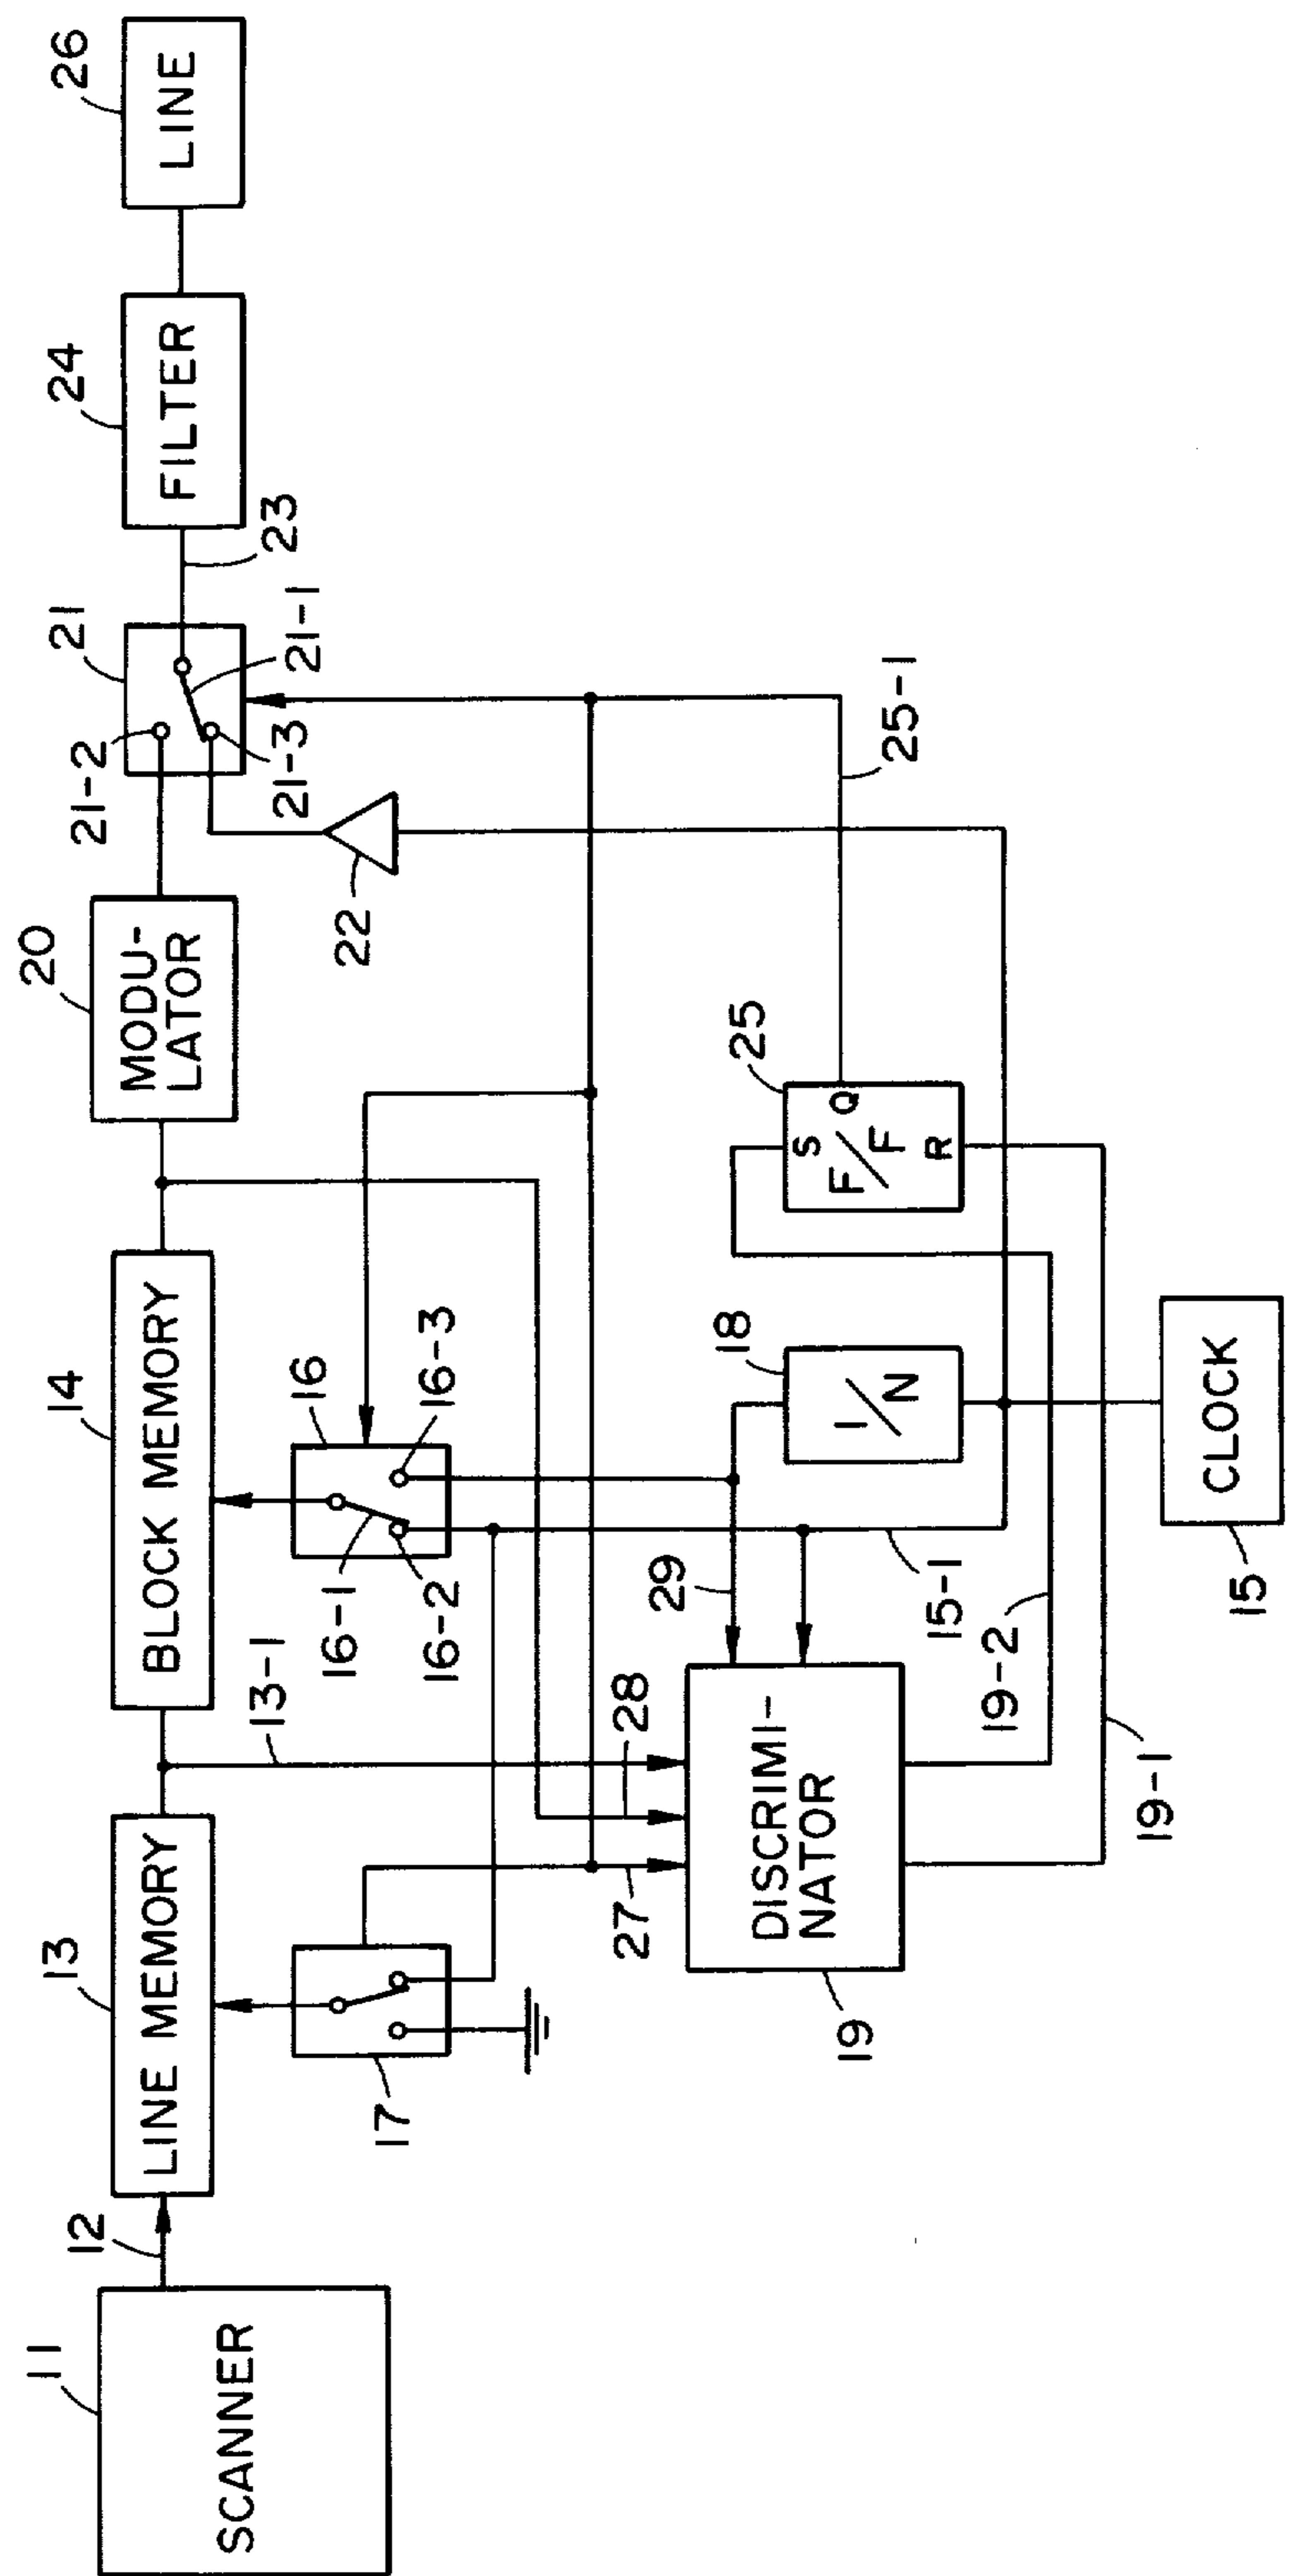 11
SCANNER
12
13
LINE MEMORY
13-1
14
BLOCK MEMORY
20
MODU-
LATOR
21-2
21
21-1
21-3
23
24
FILTER
26
LINE
17
16
16-1
16-2
16-3
22
27
28
29
19
DISCRIMI-
NATOR
15-1
18
1/N
25
S
Q
F/F
R
25-1
19-2
19-1
15
CLOCK